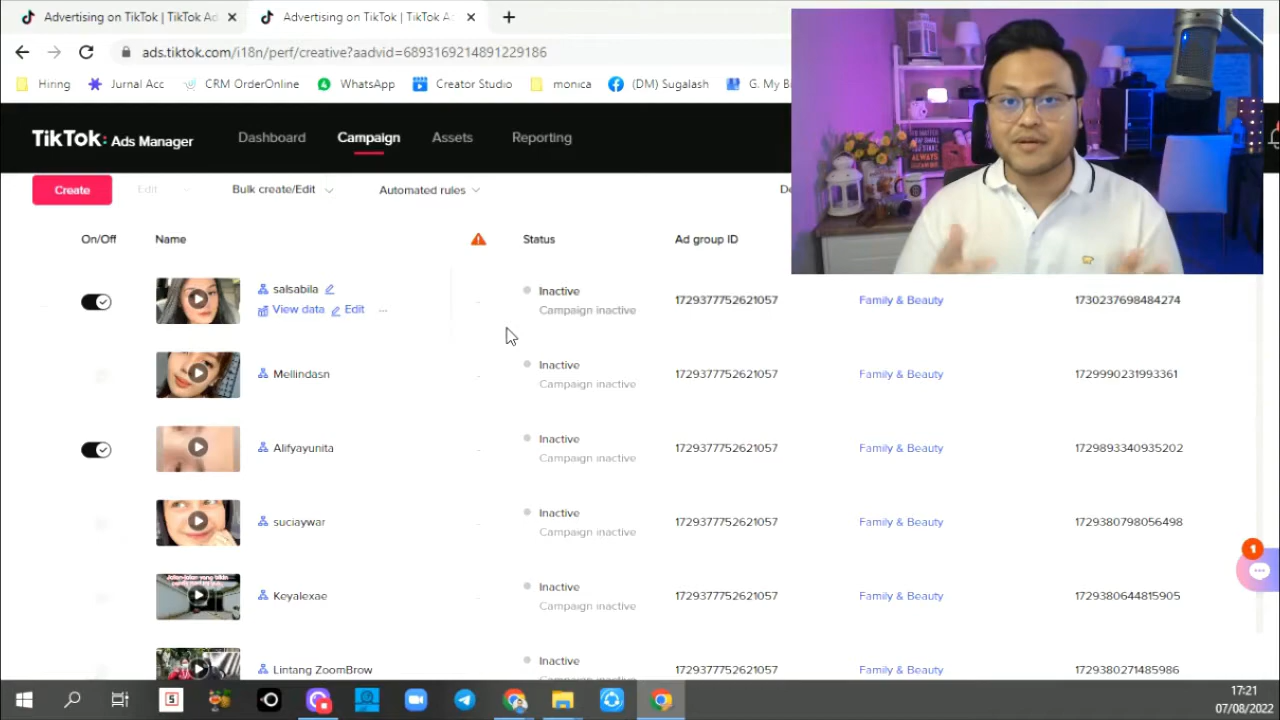 Advertising on TikTok | TikTok Ad
Advertising on TikTok | TikTok A
ads.tiktok.com/i18n/perf/creative?aadvid=6893169214891229186
Hiring
Jurnal Acc
CRM OrderOnline
WhatsApp
Creator Studio
monica
(DM) Sugalash
G. My B
TikTok: Ads Manager
Dashboard
Campaign
Assets
Reporting
Create
Edit
Bulk create/Edit
Automated rules
De
On/Off
Name
Status
Ad group ID
salsabila
View data
Edit
...
Inactive
Campaign inactive
1729377752621057
Family & Beauty
1730237698484274
Mellindasn
Inactive
Campaign inactive
1729377752621057
Family & Beauty
1729990231993361
Alifyayunita
Inactive
Campaign inactive
1729377752621057
Family & Beauty
1729893340935202
suciaywar
Inactive
Campaign inactive
1729377752621057
Family & Beauty
1729380798056498
Keyalexae
Inactive
Campaign inactive
1729377752621057
Family & Beauty
1729380644815905
Lintang ZoomBrow
Inactive
1729377752621057
Family & Beauty
1729380271485986
1
17:21
07/08/2022